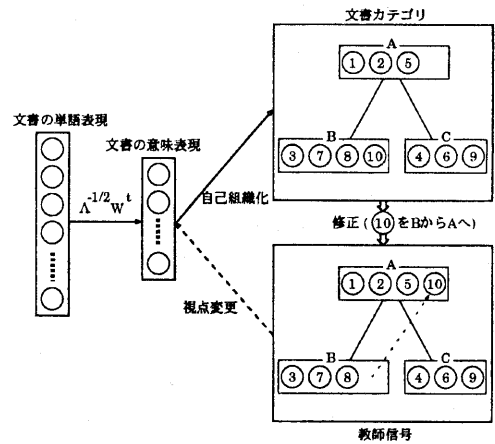 文書カテゴリ
A
1 2 5
B
3 7 8 10
C
4 6 9
文書の単語表現
文書の意味表現
Λ-1/2Wt
自己組織化
修正(10をBからAへ)
視点変更
A
1 2 5 10
B
3 7 8
C
4 6 9
教師信号